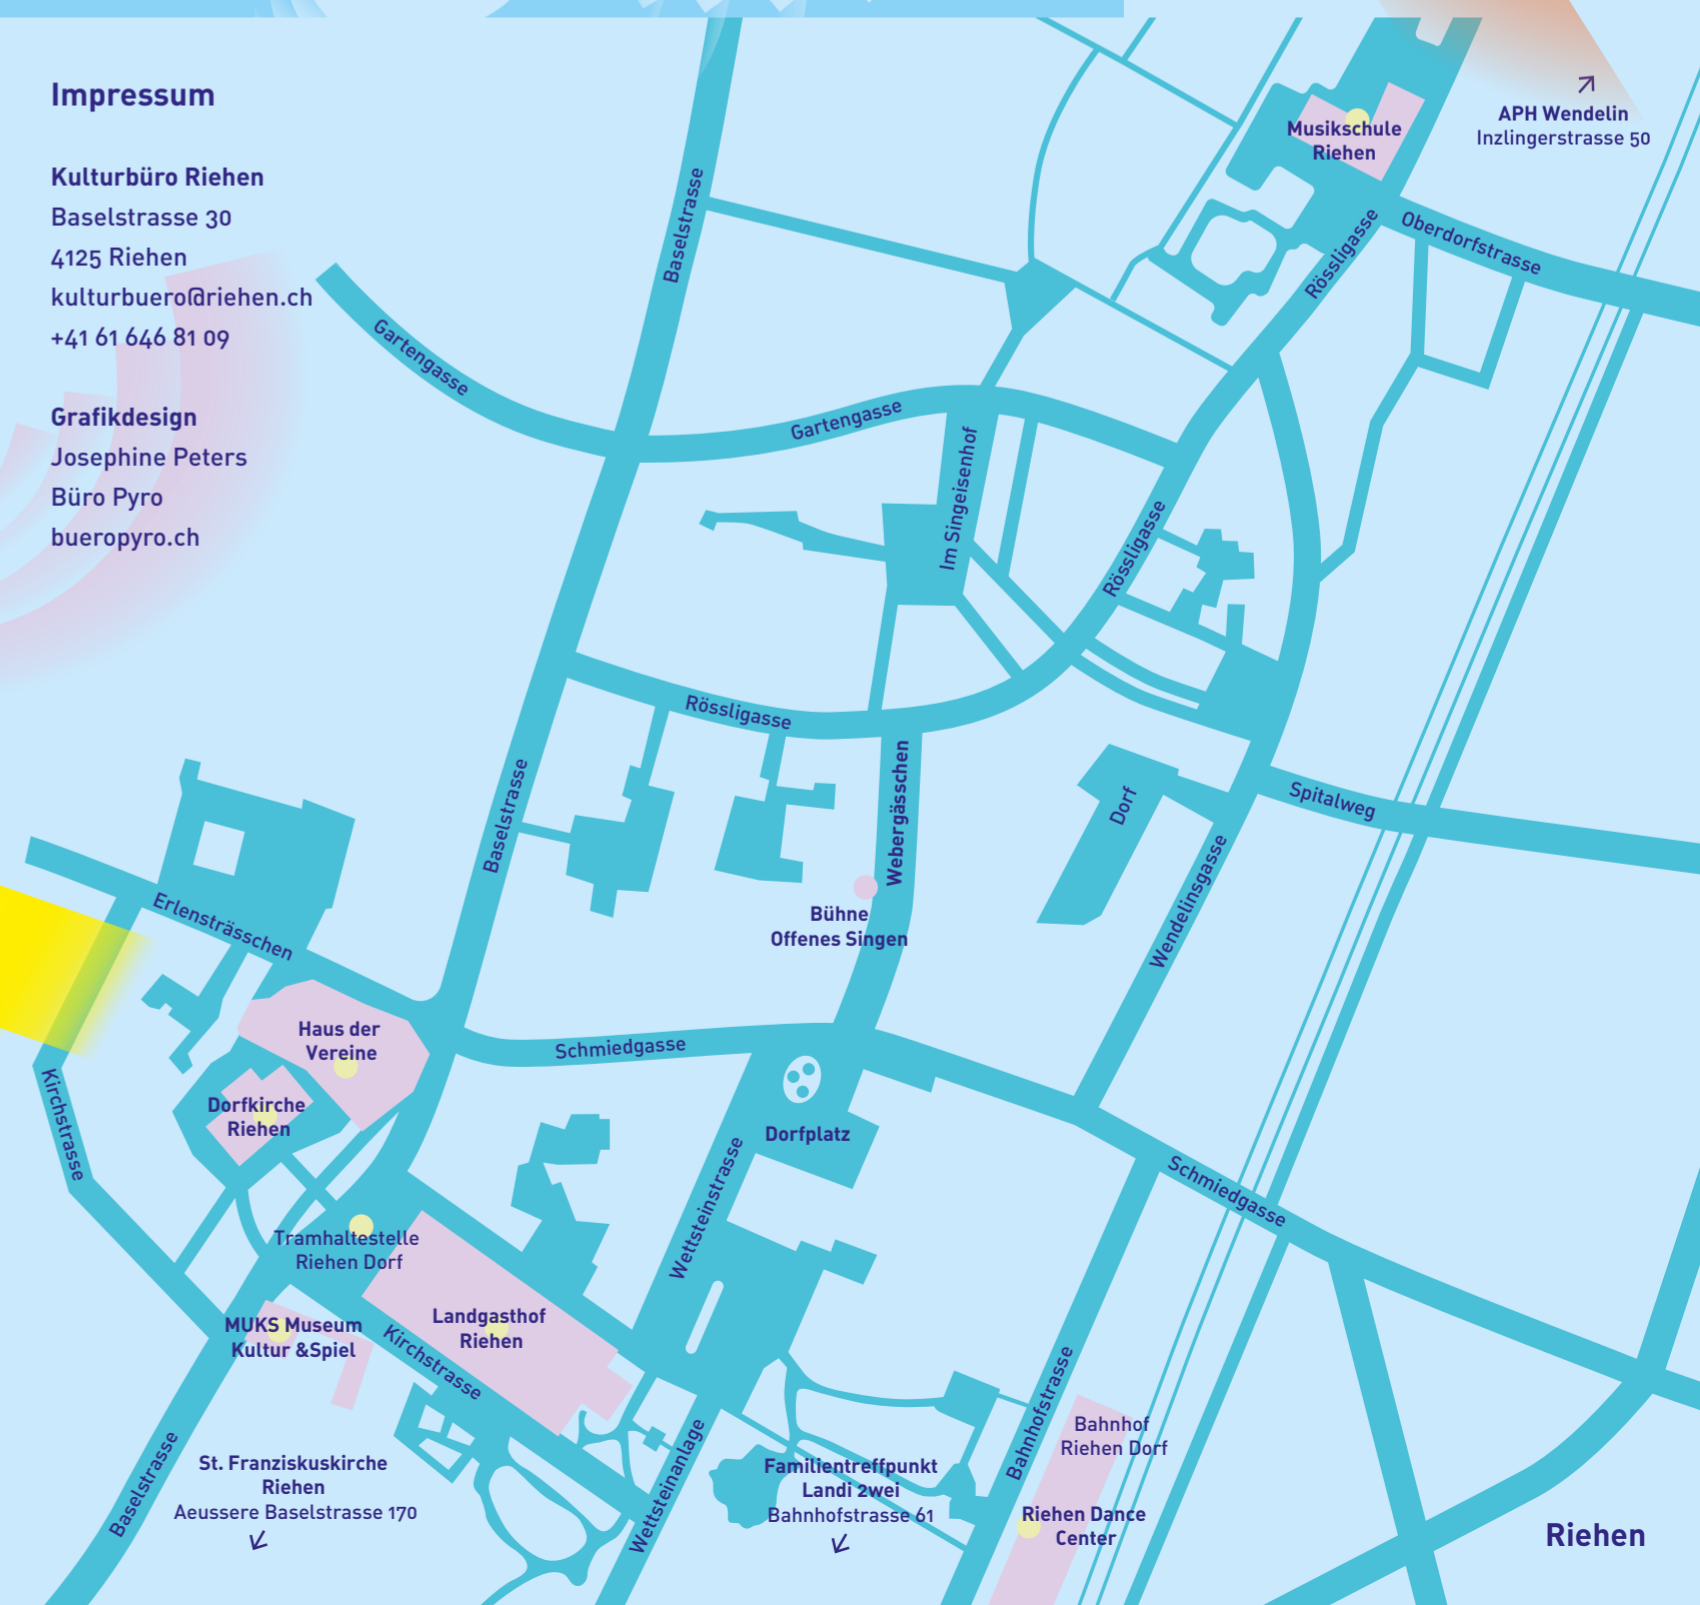 Impressum
Kulturbüro Riehen
Baselstrasse 30
4125 Riehen
kulturbuero@riehen.ch
+41 61 646 81 09
Grafikdesign
Josephine Peters
Büro Pyro
bueropyro.ch
APH Wendelin
Inzlingerstrasse 50
Musikschule
Riehen
Oberdorfstrasse
Rössligasse
Baselstrasse
Gartengasse
Gartengasse
Im Singeisenhof
Rössligasse
Rössligasse
Baselstrasse
Webergässchen
Dorf
Spitalweg
Wendelinsgasse
Bühne
Offenes Singen
Erlensträsschen
Haus der
Vereine
Schmiedgasse
Kirchstrasse
Dorfkirche
Riehen
Dorfplatz
Wettsteinstrasse
Schmiedgasse
Tramhaltestelle
Riehen Dorf
MUKS Museum
Kultur &Spiel
Landgasthof
Riehen
Kirchstrasse
Baselstrasse
St. Franziskuskirche
Riehen
Aeussere Baselstrasse 170
Wettsteinanlage
Familientreffpunkt
Landi 2wei
Bahnhofstrasse 61
Bahnhofstrasse
Bahnhof
Riehen Dorf
Riehen Dance
Center
Riehen